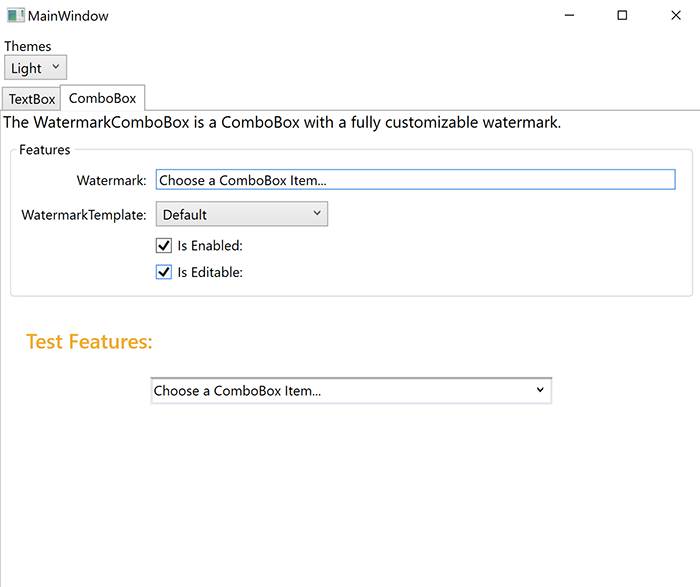 MainWindow
Themes
Light
TextBox ComboBox
The WatermarkComboBox is a ComboBox with a fully customizable watermark.
Features
Watermark: Choose a ComboBox Item...
WatermarkTemplate: Default
Is Enabled:
Is Editable:
Test Features:
Choose a ComboBox Item...